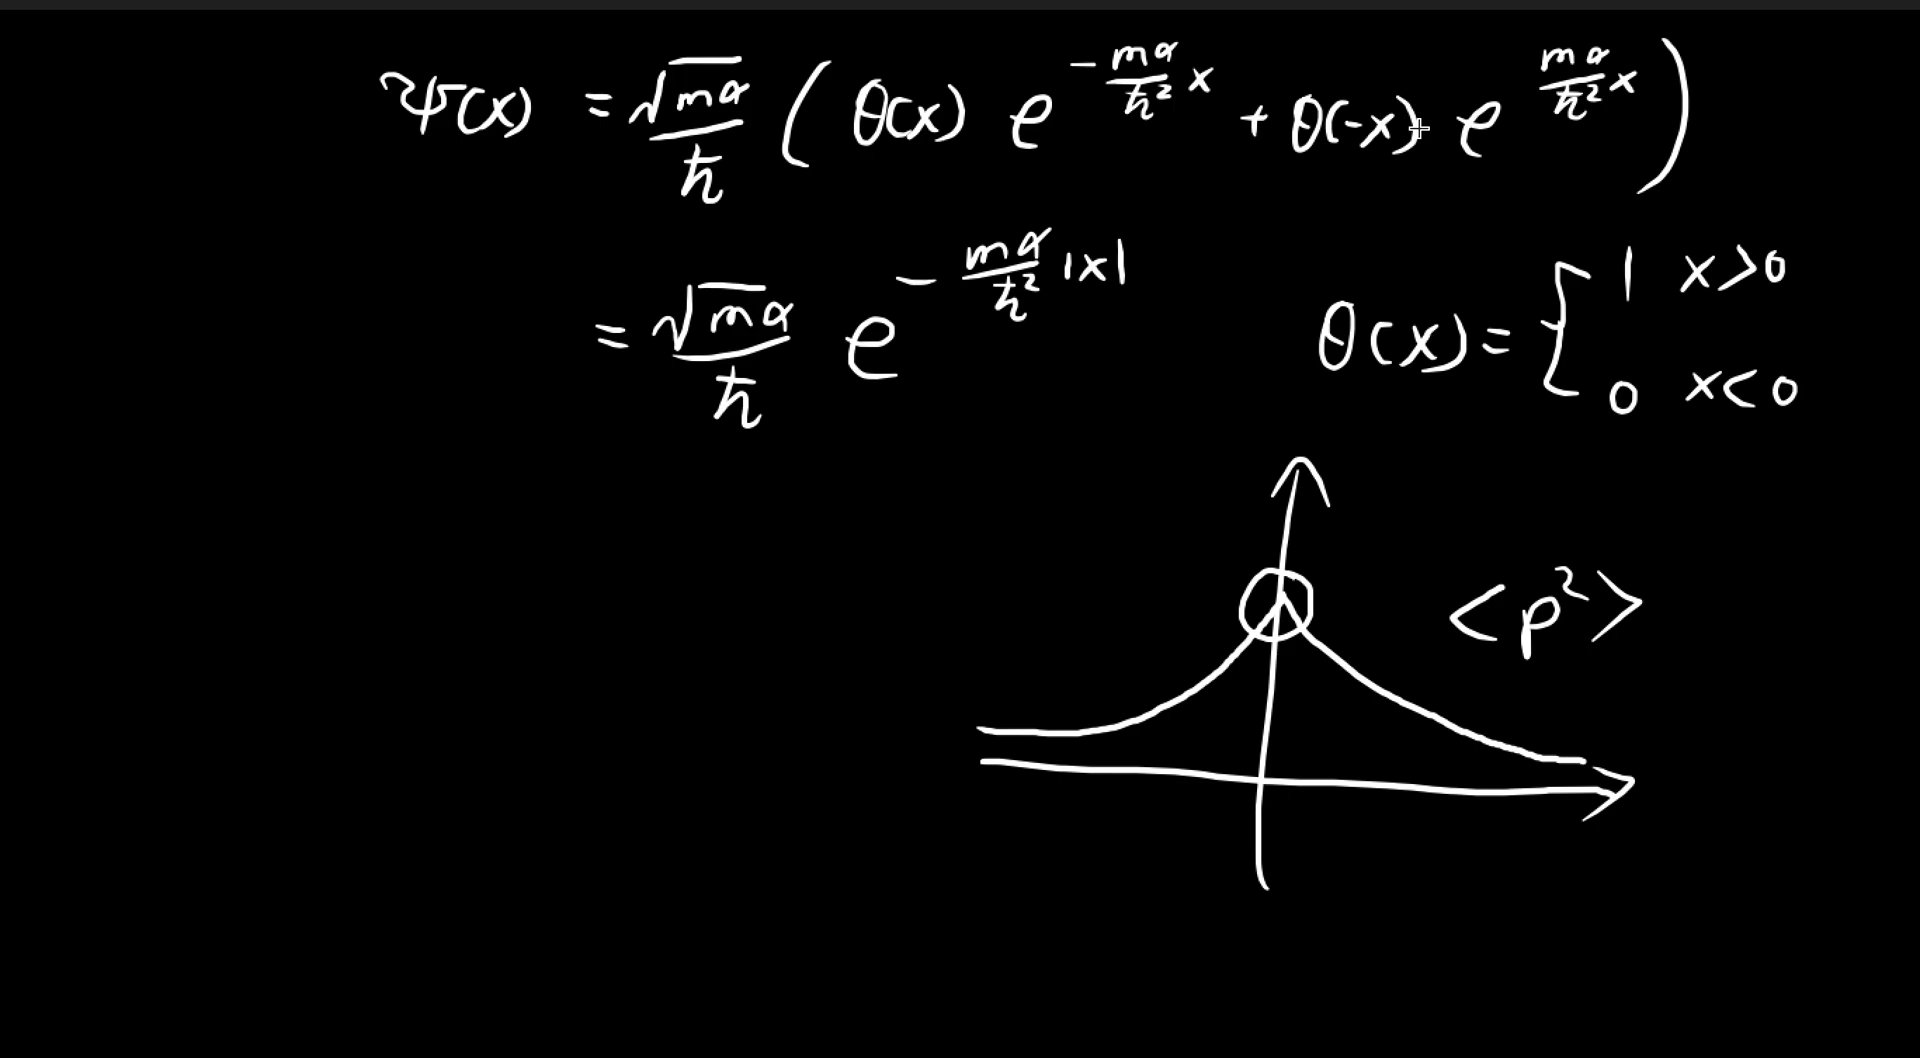 ψ(x) = √(mα)/ħ ( θ(x) e^(-mα/ħ² x) + θ(-x) e^(mα/ħ² x) )
= √(mα)/ħ e^(-mα/ħ² |x|)
θ(x) = { 1 x>0
0 x<0
<p²>